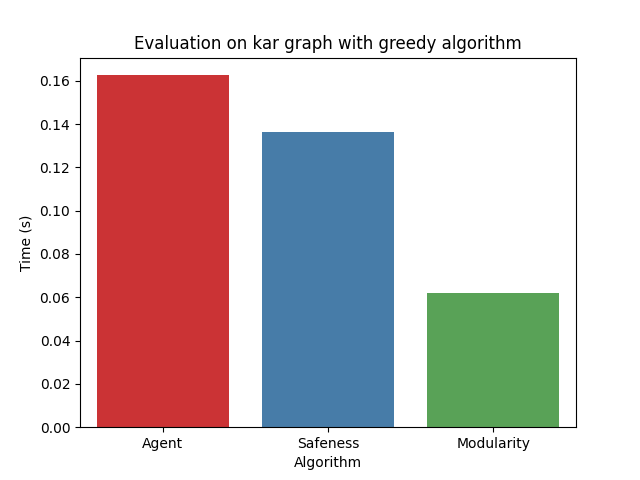 Evaluation on kar graph with greedy algorithm
0.16
0.14
0.12
0.10
0.08
0.06
0.04
0.02
0.00
Time (s)
Agent
Safeness
Modularity
Algorithm